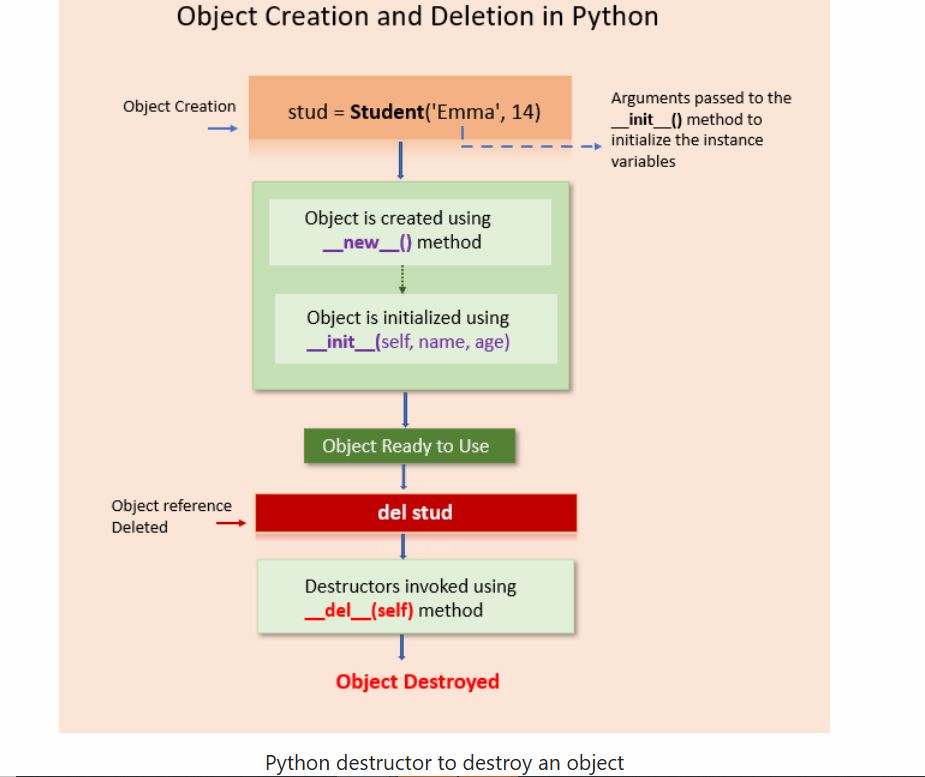 Object Creation and Deletion in Python
Object Creation
stud = Student('Emma', 14)
Arguments passed to the
__init__() method to
initialize the instance
variables
Object is created using
__new__() method
Object is initialized using
__init__(self, name, age)
Object Ready to Use
Object reference
Deleted
del stud
Destructors invoked using
__del__(self) method
Object Destroyed
Python destructor to destroy an object